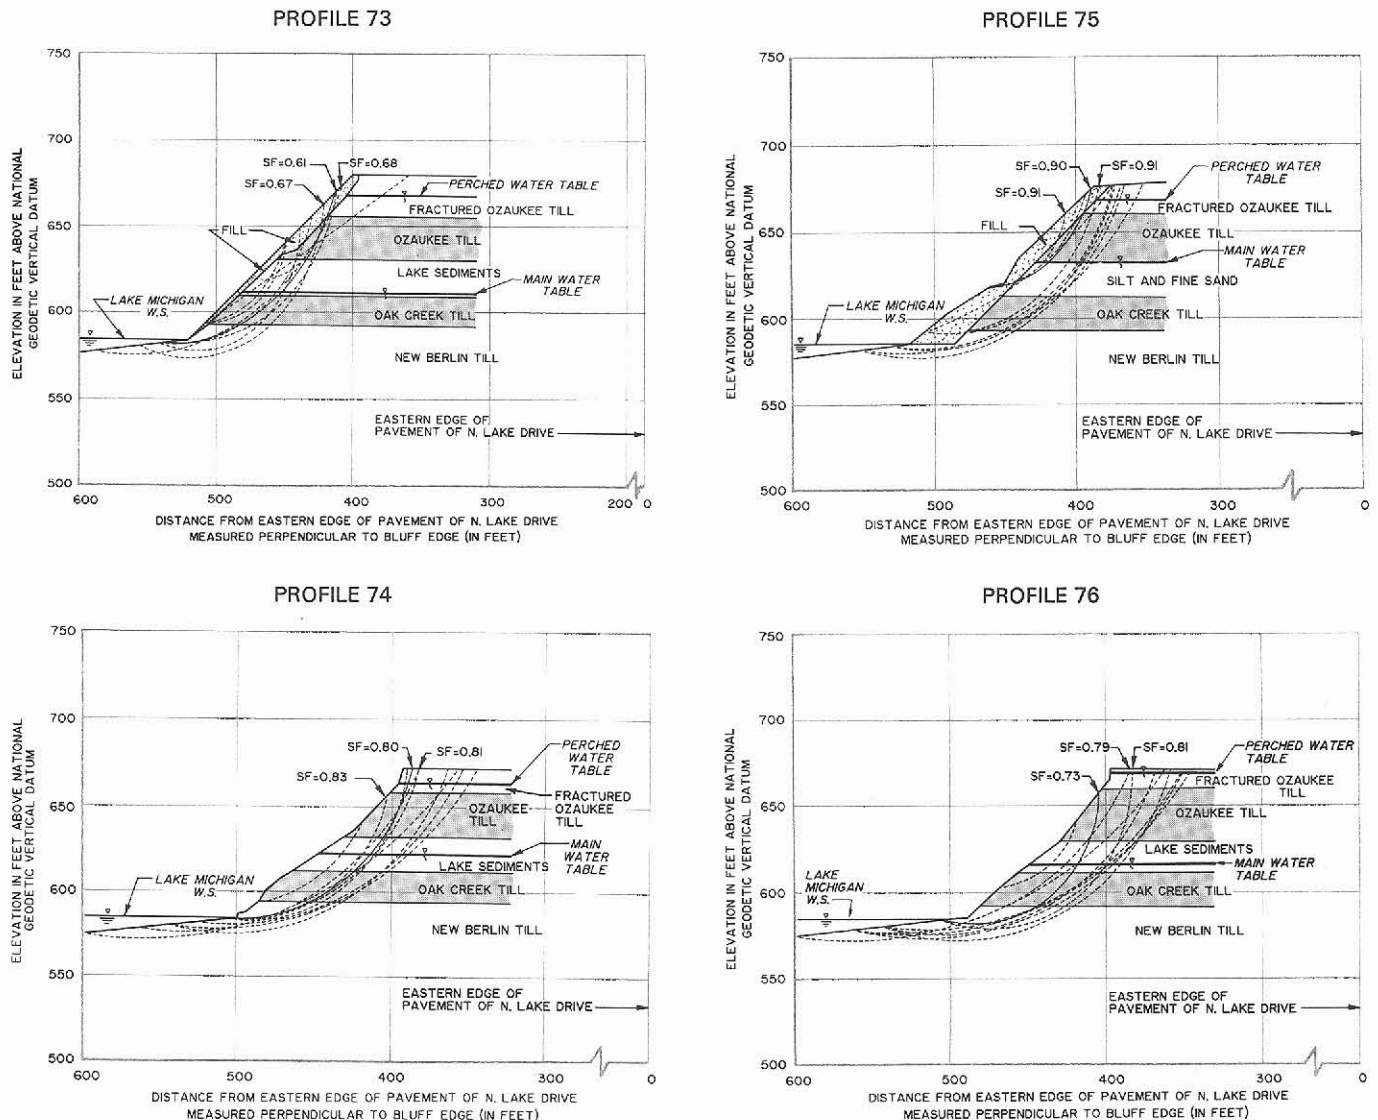 PROFILE 73
750
700
650
600
550
500
ELEVATION IN FEET ABOVE NATIONAL
GEODETIC VERTICAL DATUM
SF=0.61
SF=0.68
SF=0.67
PERCHED WATER TABLE
FRACTURED OZAUKEE TILL
FILL
OZAUKEE TILL
LAKE SEDIMENTS
MAIN WATER
TABLE
LAKE MICHIGAN
W.S.
OAK CREEK TILL
NEW BERLIN TILL
EASTERN EDGE OF
PAVEMENT OF N. LAKE DRIVE
600
500
400
300
200
0
DISTANCE FROM EASTERN EDGE OF PAVEMENT OF N. LAKE DRIVE
MEASURED PERPENDICULAR TO BLUFF EDGE (IN FEET)
PROFILE 75
750
700
650
600
550
500
ELEVATION IN FEET ABOVE NATIONAL
GEODETIC VERTICAL DATUM
SF=0.90
SF=0.91
SF=0.91
PERCHED WATER
TABLE
FRACTURED OZAUKEE TILL
FILL
OZAUKEE TILL
MAIN WATER
TABLE
SILT AND FINE SAND
LAKE MICHIGAN
W.S.
OAK CREEK TILL
NEW BERLIN TILL
EASTERN EDGE OF
PAVEMENT OF N. LAKE DRIVE
600
500
400
300
0
DISTANCE FROM EASTERN EDGE OF PAVEMENT OF N. LAKE DRIVE
MEASURED PERPENDICULAR TO BLUFF EDGE (IN FEET)
PROFILE 74
750
700
650
600
550
500
ELEVATION IN FEET ABOVE NATIONAL
GEODETIC VERTICAL DATUM
SF=0.80
SF=0.81
SF=0.83
PERCHED
WATER
TABLE
FRACTURED
OZAUKEE
TILL
OZAUKEE
TILL
MAIN
WATER
TABLE
LAKE SEDIMENTS
LAKE MICHIGAN
W.S.
OAK CREEK TILL
NEW BERLIN TILL
EASTERN EDGE OF
PAVEMENT OF N. LAKE DRIVE
600
500
400
300
0
DISTANCE FROM EASTERN EDGE OF PAVEMENT OF N. LAKE DRIVE
MEASURED PERPENDICULAR TO BLUFF EDGE (IN FEET)
PROFILE 76
750
700
650
600
550
500
ELEVATION IN FEET ABOVE NATIONAL
GEODETIC VERTICAL DATUM
SF=0.79
SF=0.81
SF=0.73
PERCHED WATER
TABLE
FRACTURED OZAUKEE
TILL
OZAUKEE TILL
LAKE SEDIMENTS
MAIN WATER
TABLE
LAKE
MICHIGAN
W.S.
OAK CREEK TILL
NEW BERLIN TILL
EASTERN EDGE OF
PAVEMENT OF N. LAKE DRIVE
600
500
400
300
0
DISTANCE FROM EASTERN EDGE OF PAVEMENT OF N. LAKE DRIVE
MEASURED PERPENDICULAR TO BLUFF EDGE (IN FEET)